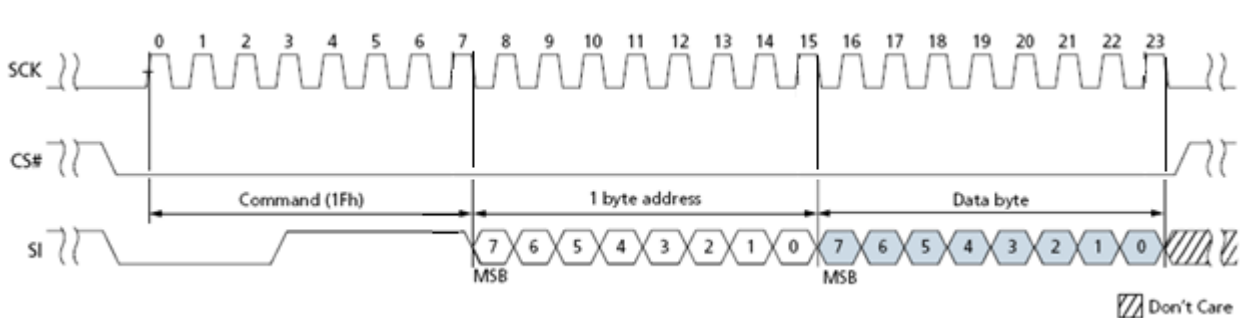 0 1 2 3 4 5 6 7 8 9 10 11 12 13 14 15 16 17 18 19 20 21 22 23
SCK
CS#
Command (1Fh) 1 byte address Data byte
SI 7 6 5 4 3 2 1 0 7 6 5 4 3 2 1 0
MSB MSB
Don't Care